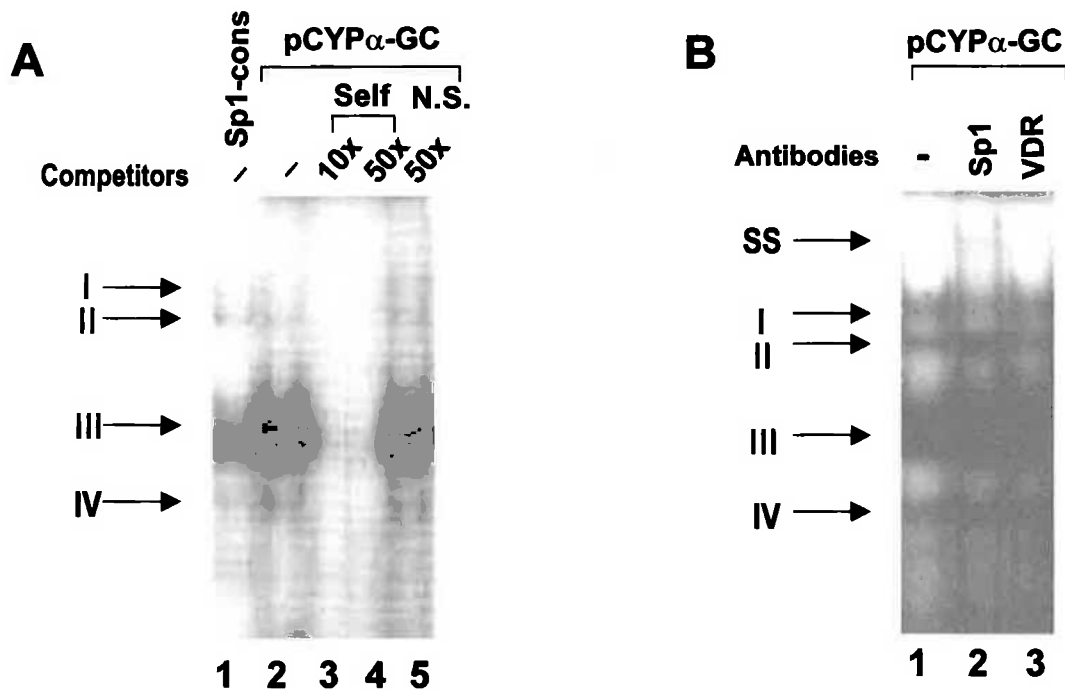 A
Sp1-cons
pCYPα-GC
Self
N.S.
Competitors
–
–
10x
50x
50x
I
II
III
IV
1 2 3 4 5
B
pCYPα-GC
Antibodies
-
Sp1
VDR
SS
I
II
III
IV
1 2 3